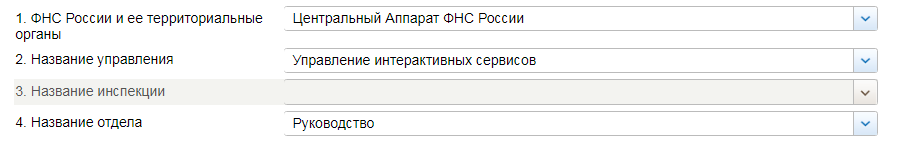 1. ФНС России и ее территориальные органы
Центральный Аппарат ФНС России
2. Название управления
Управление интерактивных сервисов
3. Название инспекции
4. Название отдела
Руководство